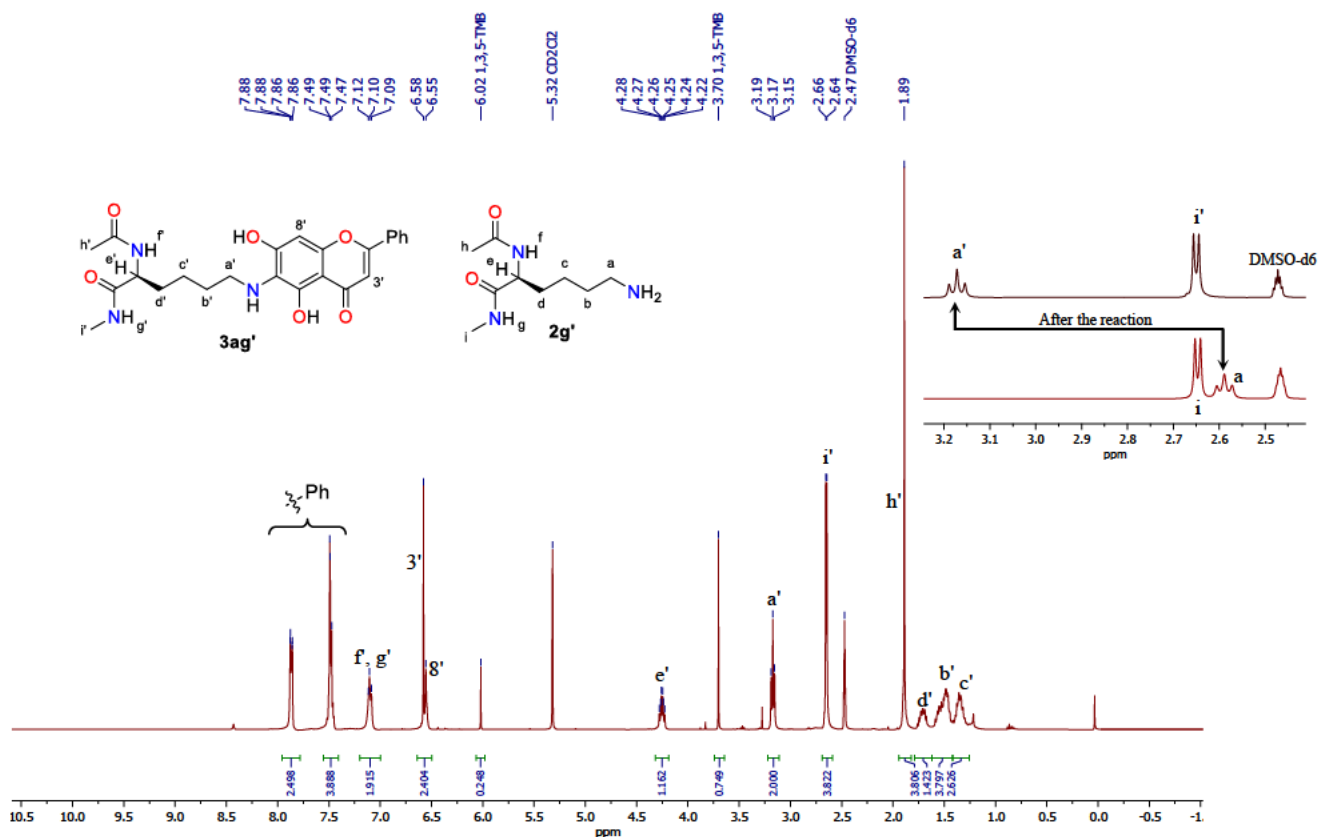 7.88
7.88
7.86
7.86
7.49
7.49
7.47
7.12
7.10
7.09
6.58
6.55
6.02 1,3,5-TMB
5.32 CD2Cl2
4.28
4.27
4.26
4.25
4.24
4.22
3.70 1,3,5-TMB
3.19
3.17
3.15
2.66
2.64
2.47 DMSO-d6
1.89
O
h'
N
H
f'
e'
H
O
N
H
g'
i'
d'
c'
b'
a'
N
H
HO
8'
O
Ph
3'
OH
O
3ag'
O
h
N
H
f
e
H
O
N
H
g
i
d
c
b
a
NH2
2g'
a'
i'
DMSO-d6
After the reaction
a
i
3.2 3.1 3.0 2.9 2.8 2.7 2.6 2.5
ppm
Ph
f', g'
3'
8'
e'
a'
i'
h'
d'
b'
c'
2.498
3.888
1.915
2.404
0.248
1.162
0.749
2.000
3.822
3.806
1.423
3.797
2.626
10.5 10.0 9.5 9.0 8.5 8.0 7.5 7.0 6.5 6.0 5.5 5.0 4.5 4.0 3.5 3.0 2.5 2.0 1.5 1.0 0.5 0.0 -0.5 -1.0
ppm